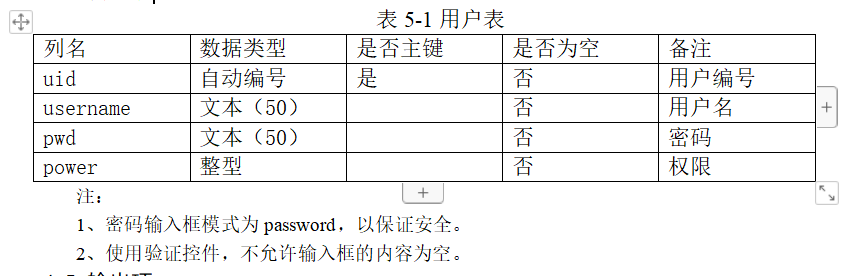 表 5-1 用户表
列名 数据类型 是否主键 是否为空 备注
uid 自动编号 是 否 用户编号
username 文本（50） 否 用户名
pwd 文本（50） 否 密码
power 整型 否 权限
注：
1、密码输入框模式为 password，以保证安全。
2、使用验证控件，不允许输入框的内容为空。